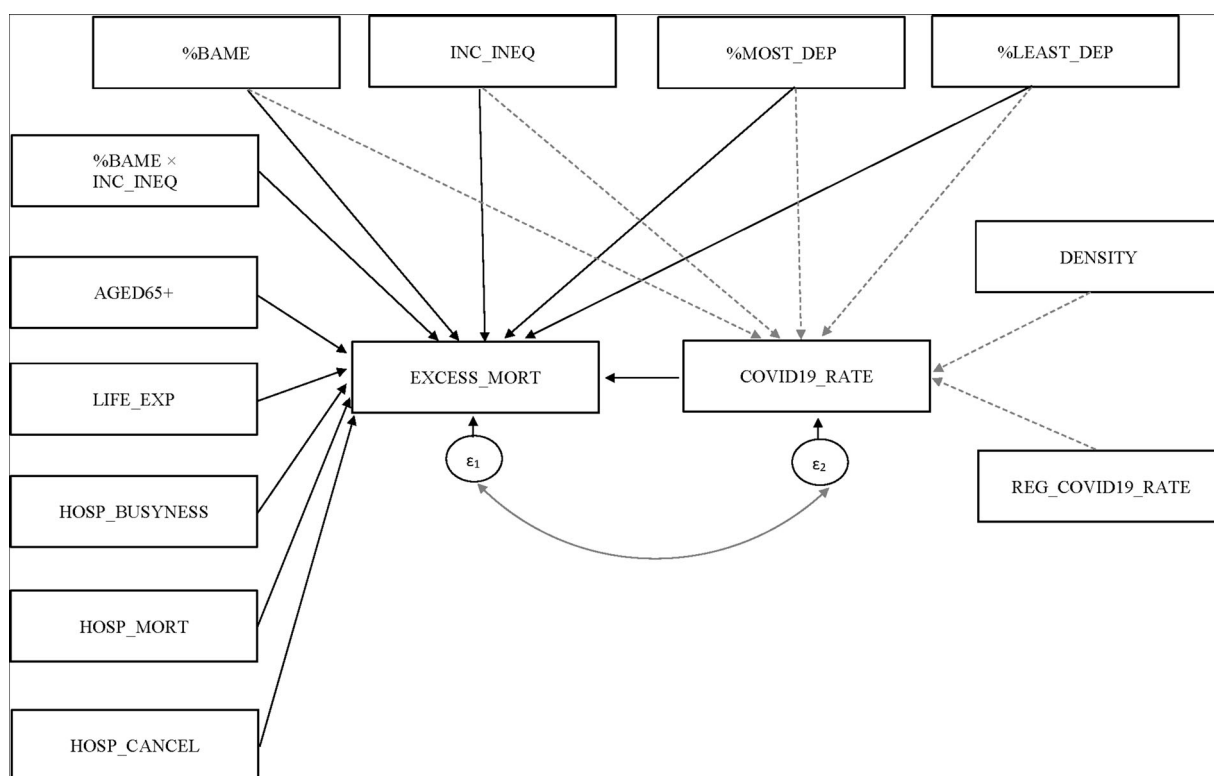 %BAME
INC_INEQ
%MOST_DEP
%LEAST_DEP
%BAME ×
INC_INEQ
DENSITY
AGED65+
EXCESS_MORT
COVID19_RATE
LIFE_EXP
ε₁
ε₂
REG_COVID19_RATE
HOSP_BUSYNESS
HOSP_MORT
HOSP_CANCEL